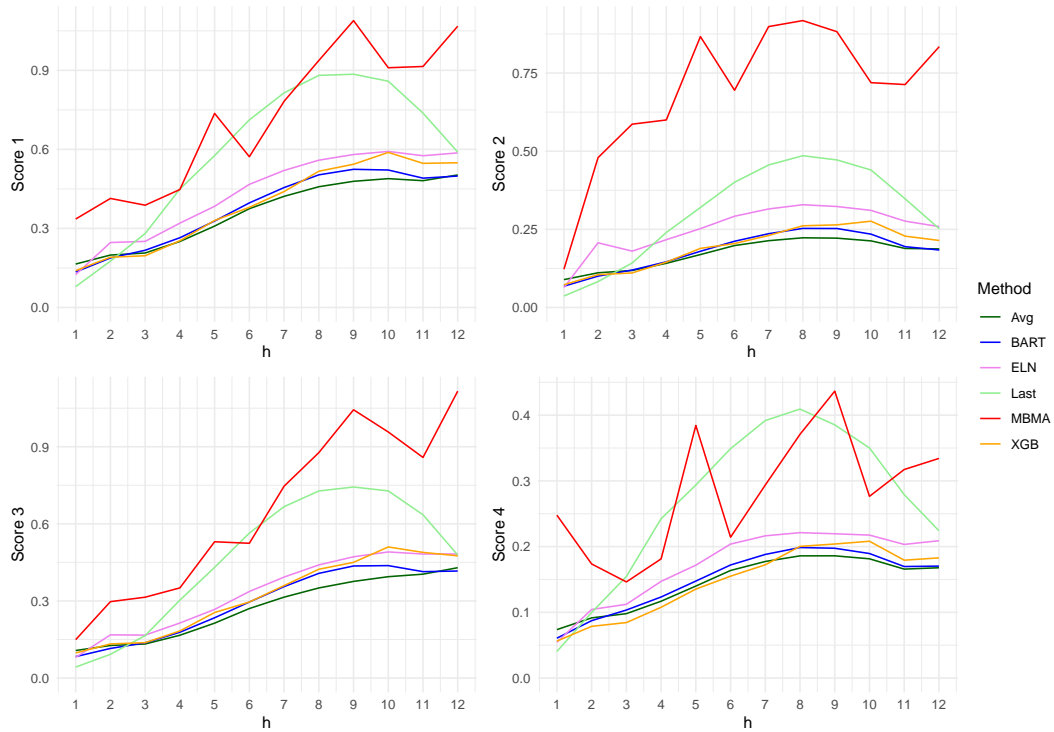 Score 1
0.9
0.6
0.3
0.0
1 2 3 4 5 6 7 8 9 10 11 12
h
Score 2
0.75
0.50
0.25
0.00
1 2 3 4 5 6 7 8 9 10 11 12
h
Score 3
0.9
0.6
0.3
0.0
1 2 3 4 5 6 7 8 9 10 11 12
h
Score 4
0.4
0.3
0.2
0.1
0.0
1 2 3 4 5 6 7 8 9 10 11 12
h
Method
Avg
BART
ELN
Last
MBMA
XGB